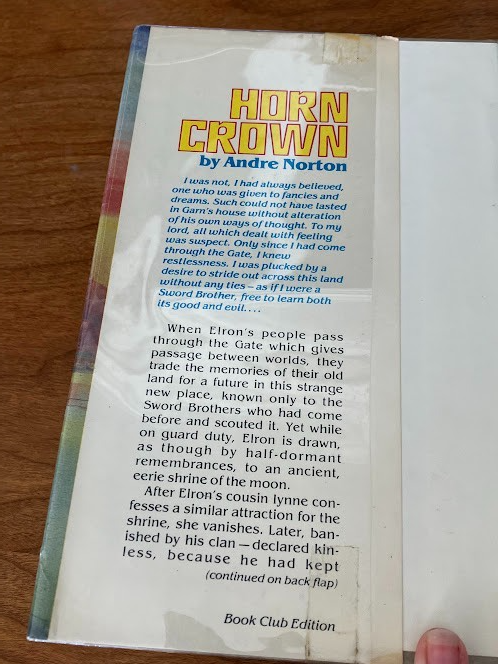 HORN
CROWN
by Andre Norton
I was not, I had always believed,
one who was given to fancies and
dreams. Such could not have lasted
in Garn's house without alteration
of his own ways of thought. To my
lord, all which dealt with feeling
was suspect. Only since I had come
through the Gate, I knew
restlessness. I was plucked by a
desire to stride out across this land
without any ties – as if I were a
Sword Brother, free to learn both
its good and evil....
When Elron's people pass
through the Gate which gives
passage between worlds, they
trade the memories of their old
land for a future in this strange
new place, known only to the
Sword Brothers who had come
before and scouted it. Yet while
on guard duty, Elron is drawn,
as though by half-dormant
remembrances, to an ancient,
eerie shrine of the moon.
After Elron's cousin Iynne con-
fesses a similar attraction for the
shrine, she vanishes. Later, ban-
ished by his clan — declared kin-
less, because he had kept
(continued on back flap)
Book Club Edition